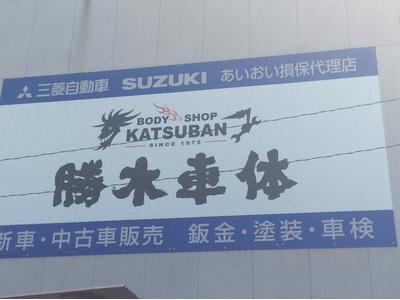 三菱自動車 SUZUKI あいおい損保代理店
BODY SHOP
KATSUBAN
SINCE 1975
勝木車体
新車・中古車販売 鈑金・塗装・車検